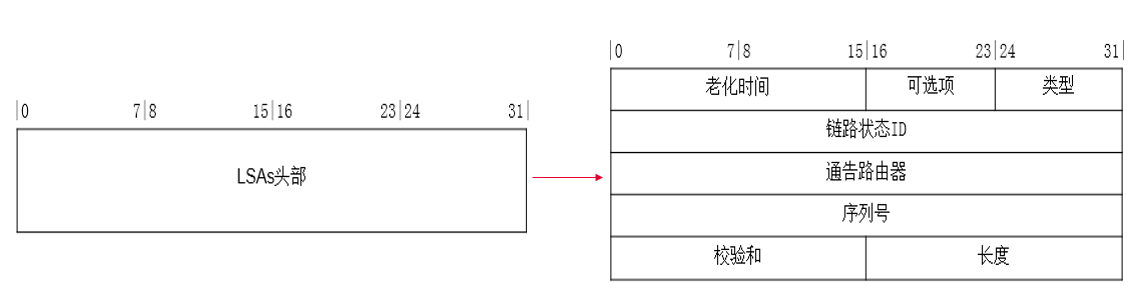 |0 7|8 15|16 23|24 31|
LSAs头部
|0 7|8 15|16 23|24 31|
老化时间 可选项 类型
链路状态ID
通告路由器
序列号
校验和 长度